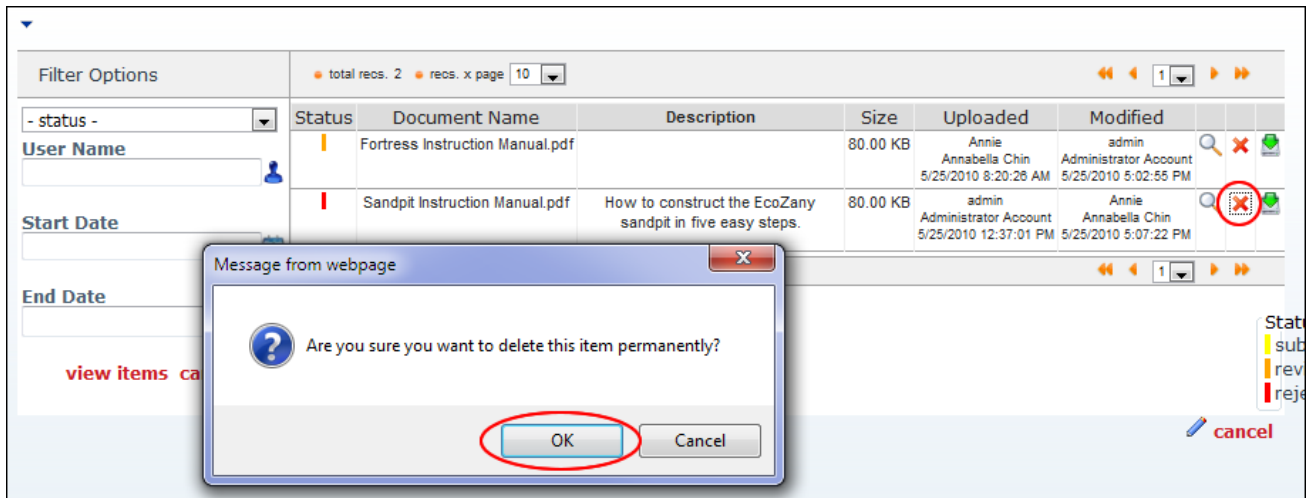 Filter Options
total recs. 2 recs. x page 10
1
- status -
Status Document Name Description Size Uploaded Modified
User Name
Fortress Instruction Manual.pdf 80.00 KB Annie admin
Annabella Chin Administrator Account
5/25/2010 8:20:26 AM 5/25/2010 5:02:55 PM
Sandpit Instruction Manual.pdf How to construct the EcoZany 80.00 KB admin Annie
sandpit in five easy steps. Administrator Account Annabella Chin
5/25/2010 12:37:01 PM 5/25/2010 5:07:22 PM
Start Date
Message from webpage
1
End Date
Are you sure you want to delete this item permanently?
view items ca
OK Cancel
Statu
sub
rev
reje
cancel